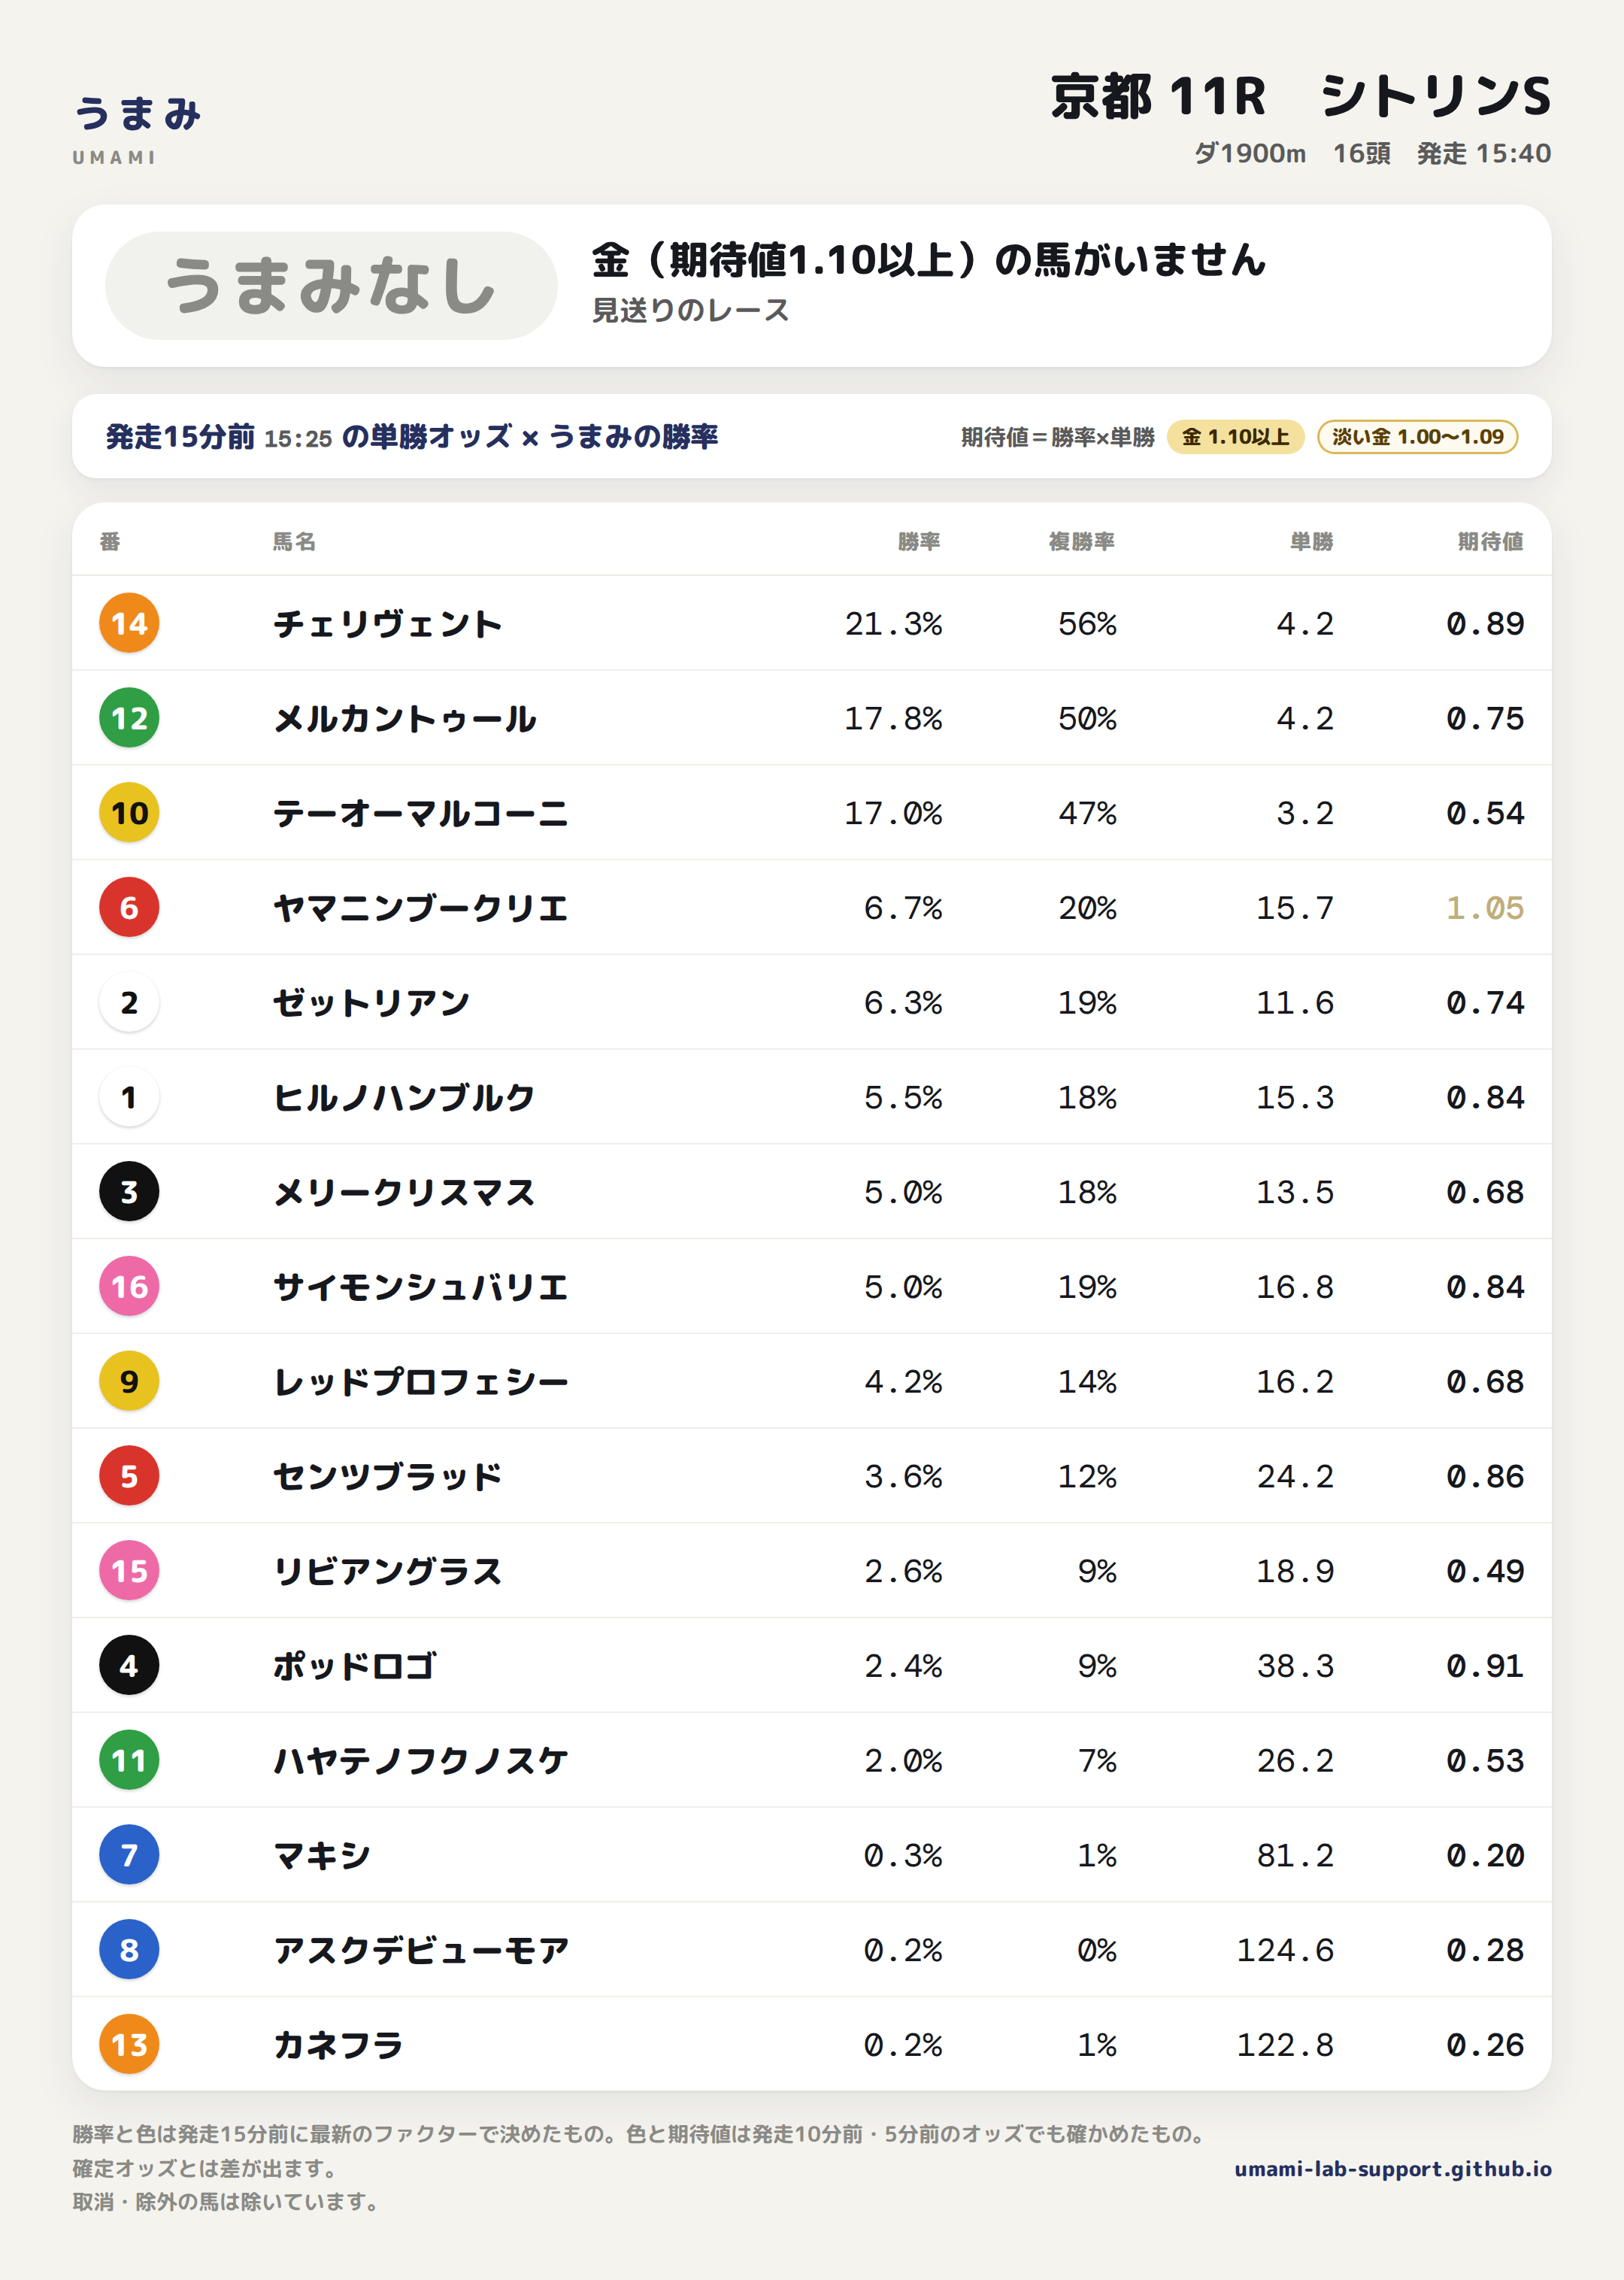 うまみ
UMAMI
京都 11R　シトリンS
ダ1900m　16頭　発走 15:40
うまみなし
金（期待値1.10以上）の馬がいません
見送りのレース
発走15分前 15:25 の単勝オッズ × うまみの勝率
期待値＝勝率×単勝 金 1.10以上 淡い金 1.00〜1.09
番 馬名 勝率 複勝率 単勝 期待値
14 チェリヴェント 21.3% 56% 4.2 0.89
12 メルカントゥール 17.8% 50% 4.2 0.75
10 テーオーマルコーニ 17.0% 47% 3.2 0.54
6 ヤマニンブークリエ 6.7% 20% 15.7 1.05
2 ゼットリアン 6.3% 19% 11.6 0.74
1 ヒルノハンブルク 5.5% 18% 15.3 0.84
3 メリークリスマス 5.0% 18% 13.5 0.68
16 サイモンシュバリエ 5.0% 19% 16.8 0.84
9 レッドプロフェシー 4.2% 14% 16.2 0.68
5 センツブラッド 3.6% 12% 24.2 0.86
15 リビアングラス 2.6% 9% 18.9 0.49
4 ポッドロゴ 2.4% 9% 38.3 0.91
11 ハヤテノフクノスケ 2.0% 7% 26.2 0.53
7 マキシ 0.3% 1% 81.2 0.20
8 アスクデビューモア 0.2% 0% 124.6 0.28
13 カネフラ 0.2% 1% 122.8 0.26
勝率と色は発走15分前に最新のファクターで決めたもの。色と期待値は発走10分前・5分前のオッズでも確かめたもの。
確定オッズとは差が出ます。
取消・除外の馬は除いています。
umami-lab-support.github.io